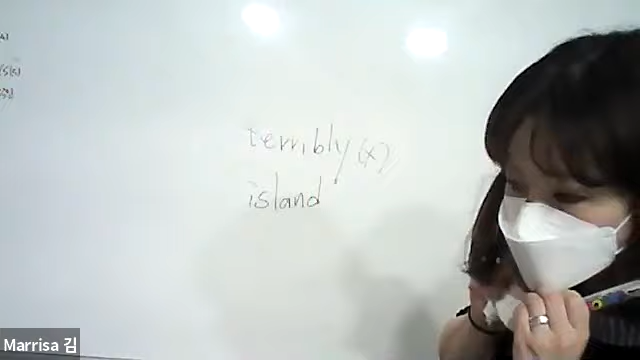 terribly (x)
island
Marrisa 김